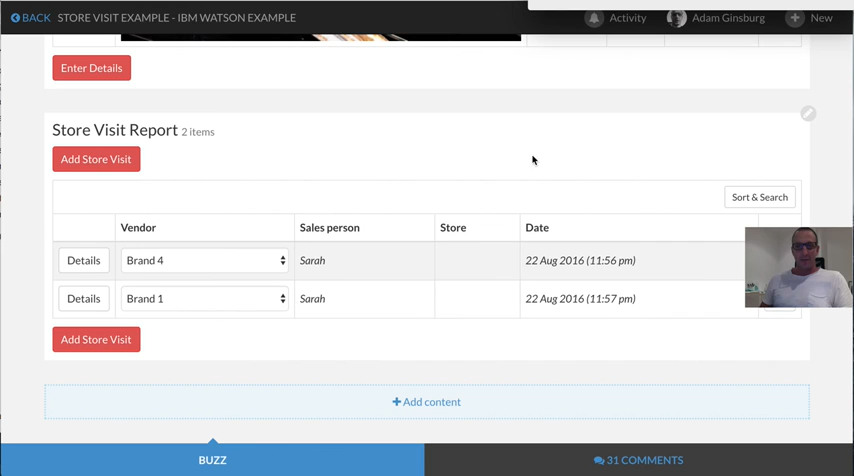 BACK STORE VISIT EXAMPLE - IBM WATSON EXAMPLE Activity Adam Ginsburg New
Enter Details
Store Visit Report 2 items
Add Store Visit
Sort & Search
Vendor Sales person Store Date
Details Brand 4 Sarah 22 Aug 2016 (11:56 pm)
Details Brand 1 Sarah 22 Aug 2016 (11:57 pm)
Add Store Visit
Add content
BUZZ 31 COMMENTS